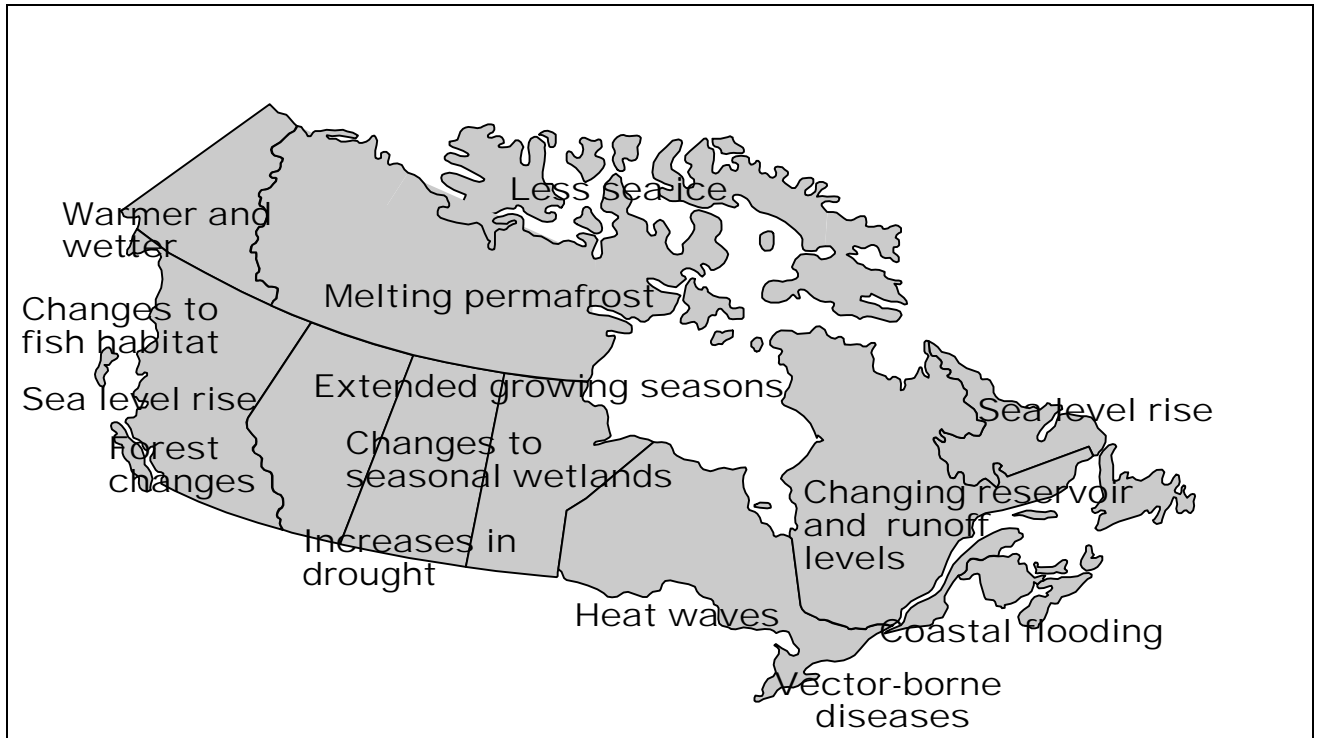 Less sea ice
Warmer and
wetter
Melting permafrost
Changes to
fish habitat
Extended growing seasons
Sea level rise
Sea level rise
Forest
changes
Changes to
seasonal wetlands
Changing reservoir
and runoff
levels
Increases in
drought
Heat waves
Coastal flooding
Vector-borne
diseases